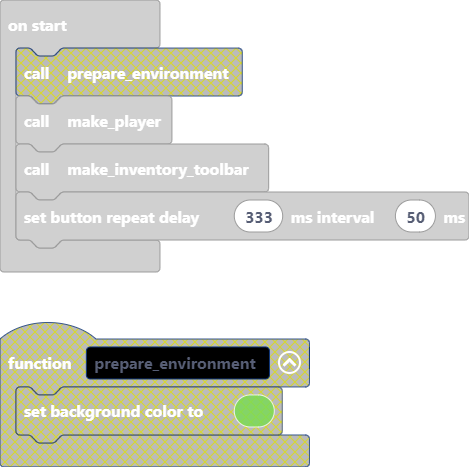 on start
call prepare_environment
call make_player
call make_inventory_toolbar
set button repeat delay 333 ms interval 50 ms
function prepare_environment
set background color to